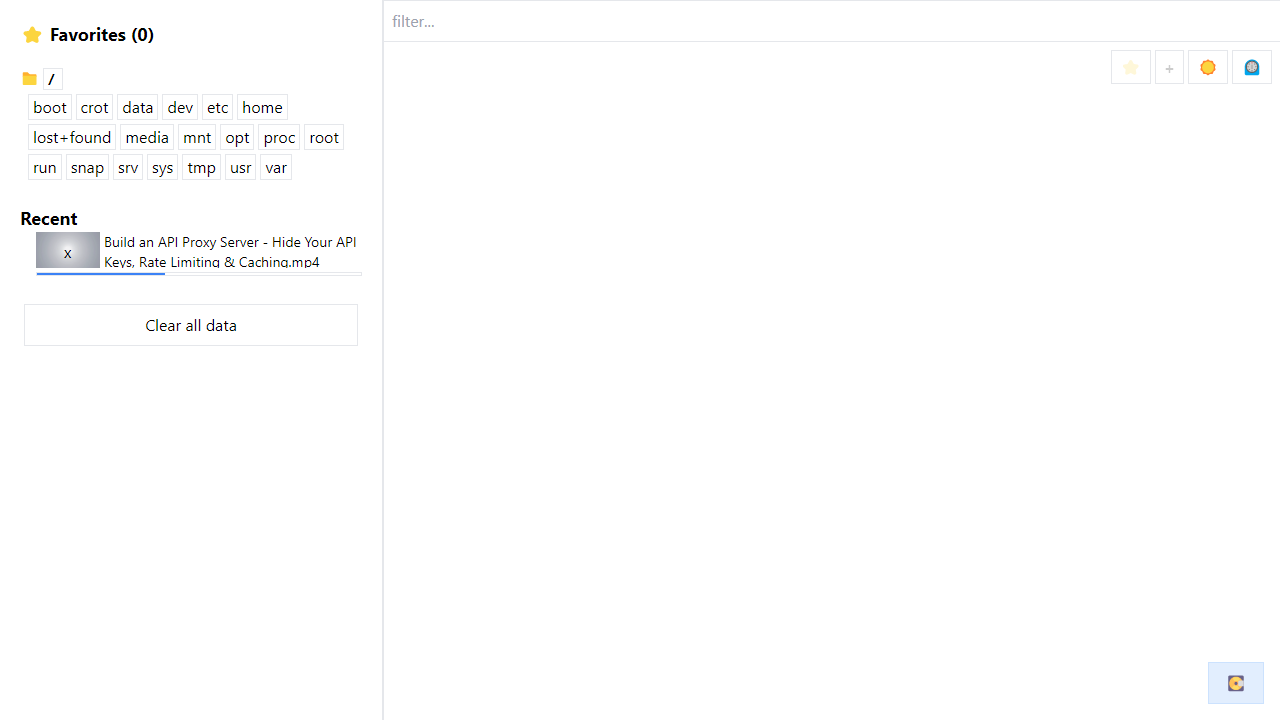 Favorites (0)
filter...
/
+
boot crot data dev etc home
lost+found media mnt opt proc root
run snap srv sys tmp usr var
Recent
x
Build an API Proxy Server - Hide Your API
Keys, Rate Limiting & Caching.mp4
Clear all data